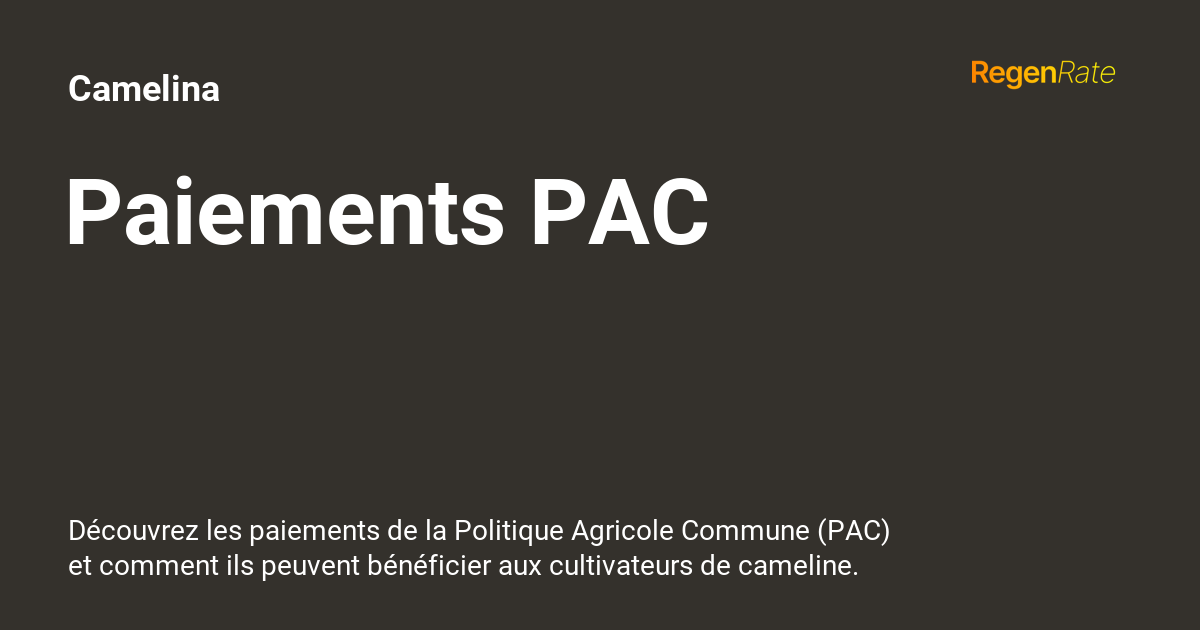 Camelina
RegenRate
Paiements PAC
Découvrez les paiements de la Politique Agricole Commune (PAC)
et comment ils peuvent bénéficier aux cultivateurs de cameline.